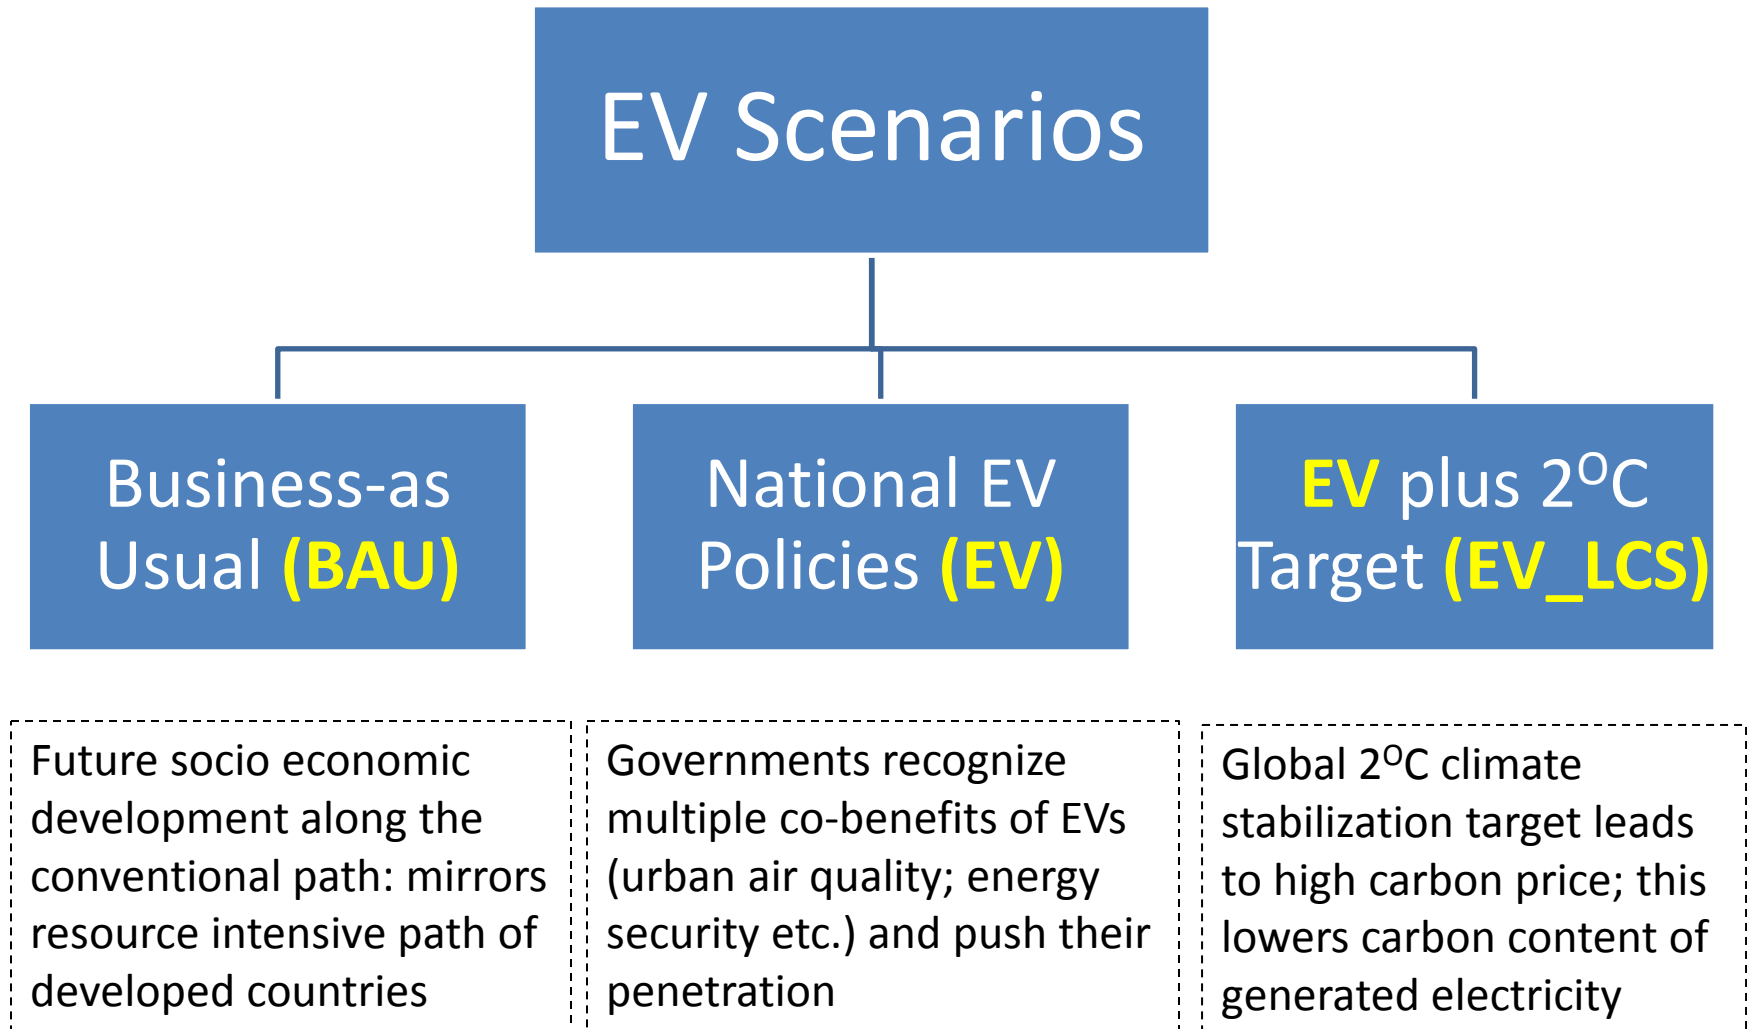 EV Scenarios
Business-as
Usual (BAU)
National EV
Policies (EV)
EV plus 2ᴼC
Target (EV_LCS)
Future socio economic
development along the
conventional path: mirrors
resource intensive path of
developed countries
Governments recognize
multiple co-benefits of EVs
(urban air quality; energy
security etc.) and push their
penetration
Global 2ᴼC climate
stabilization target leads
to high carbon price; this
lowers carbon content of
generated electricity